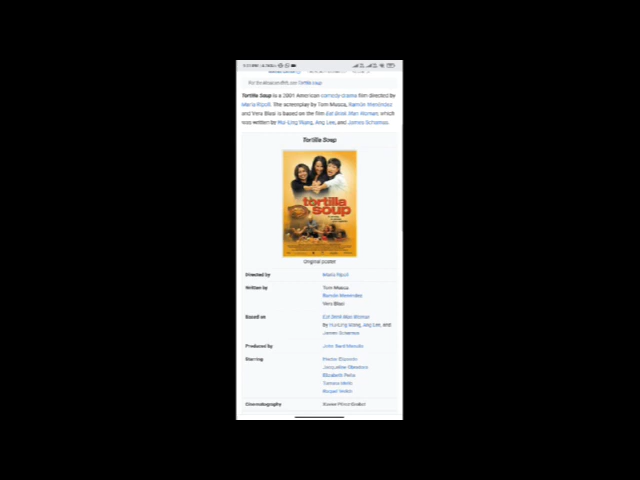 Tortilla Soup is a 2001 American comedy-drama film directed by
María Ripoll. The screenplay by Tom Musca, Ramón Menéndez
and Vera Blasi is based on the film Eat Drink Man Woman, which
was written by Hui-Ling Wang, Ang Lee, and James Schamus.
Tortilla Soup
tortilla
soup
Original poster
Directed by María Ripoll
Written by Tom Musca
Ramón Menéndez
Vera Blasi
Based on Eat Drink Man Woman
by Hui-Ling Wang, Ang Lee, and
James Schamus
Produced by John Bard Manulis
Starring Hector Elizondo
Jacqueline Obradors
Elizabeth Peña
Tamara Mello
Raquel Welch
Cinematography Xavier Pérez Grobet